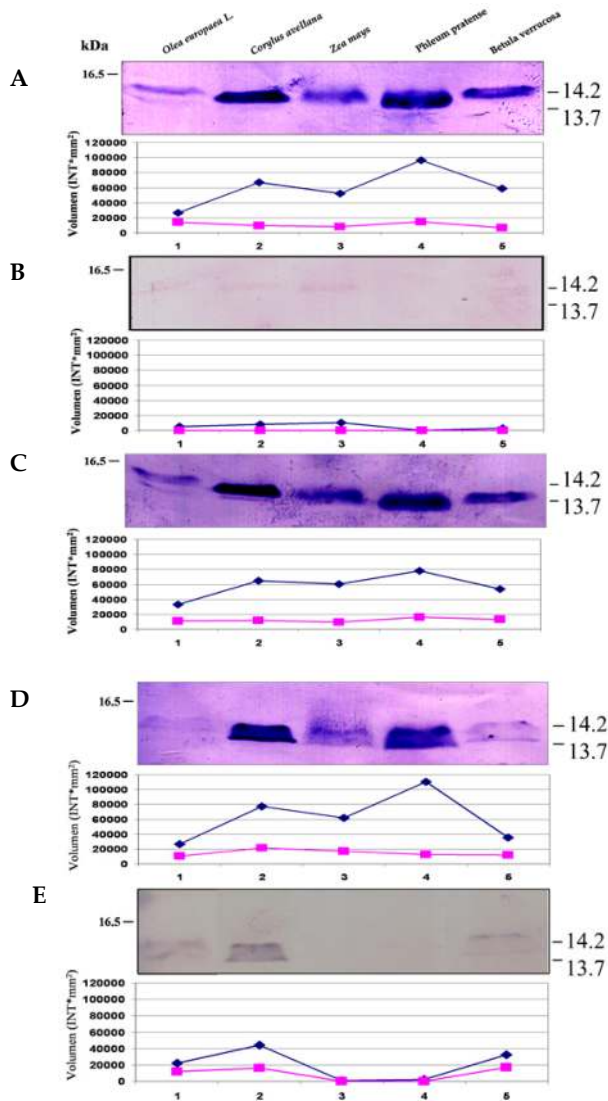 kDa
Olea europaea L.
Corylus avellana
Zea mays
Phleum pratense
Betula verrucosa
A
16.5
14.2
13.7
Volumen (INT*mm²)
120000
100000
80000
60000
40000
20000
0
1 2 3 4 5
B
16.5
14.2
13.7
Volumen (INT*mm²)
120000
100000
80000
60000
40000
20000
0
1 2 3 4 5
C
16.5
14.2
13.7
Volumen (INT*mm²)
120000
100000
80000
60000
40000
20000
0
1 2 3 4 5
D
16.5
14.2
13.7
Volumen (INT*mm²)
120000
100000
80000
60000
40000
20000
0
1 2 3 4 5
E
16.5
14.2
13.7
Volumen (INT*mm²)
120000
100000
80000
60000
40000
20000
0
1 2 3 4 5